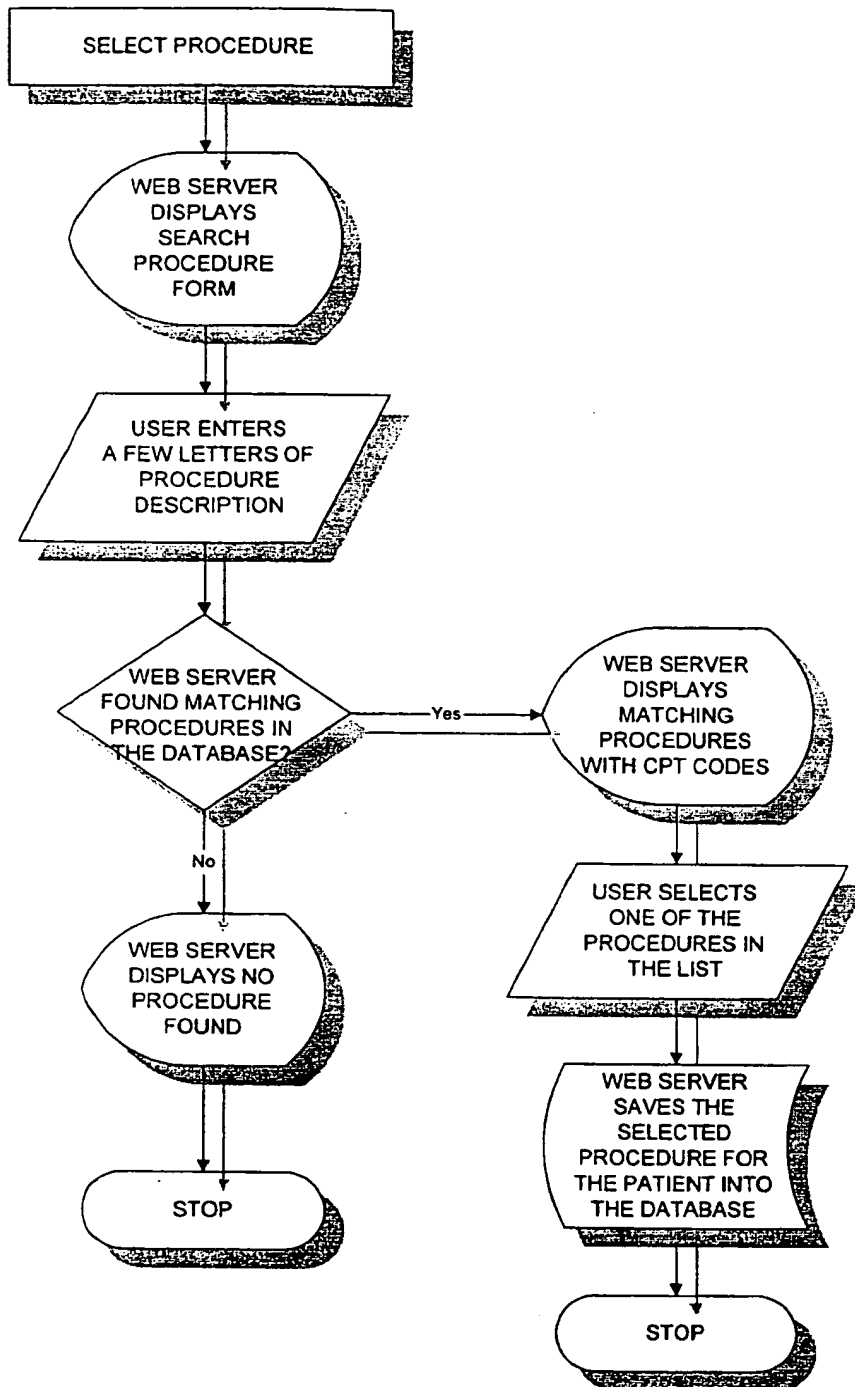 SELECT PROCEDURE
WEB SERVER
DISPLAYS
SEARCH
PROCEDURE
FORM
USER ENTERS
A FEW LETTERS OF
PROCEDURE
DESCRIPTION
WEB SERVER
FOUND MATCHING
PROCEDURES IN
THE DATABASE?
Yes
WEB SERVER
DISPLAYS
MATCHING
PROCEDURES
WITH CPT CODES
No
WEB SERVER
DISPLAYS NO
PROCEDURE
FOUND
STOP
USER SELECTS
ONE OF THE
PROCEDURES IN
THE LIST
WEB SERVER
SAVES THE
SELECTED
PROCEDURE FOR
THE PATIENT INTO
THE DATABASE
STOP